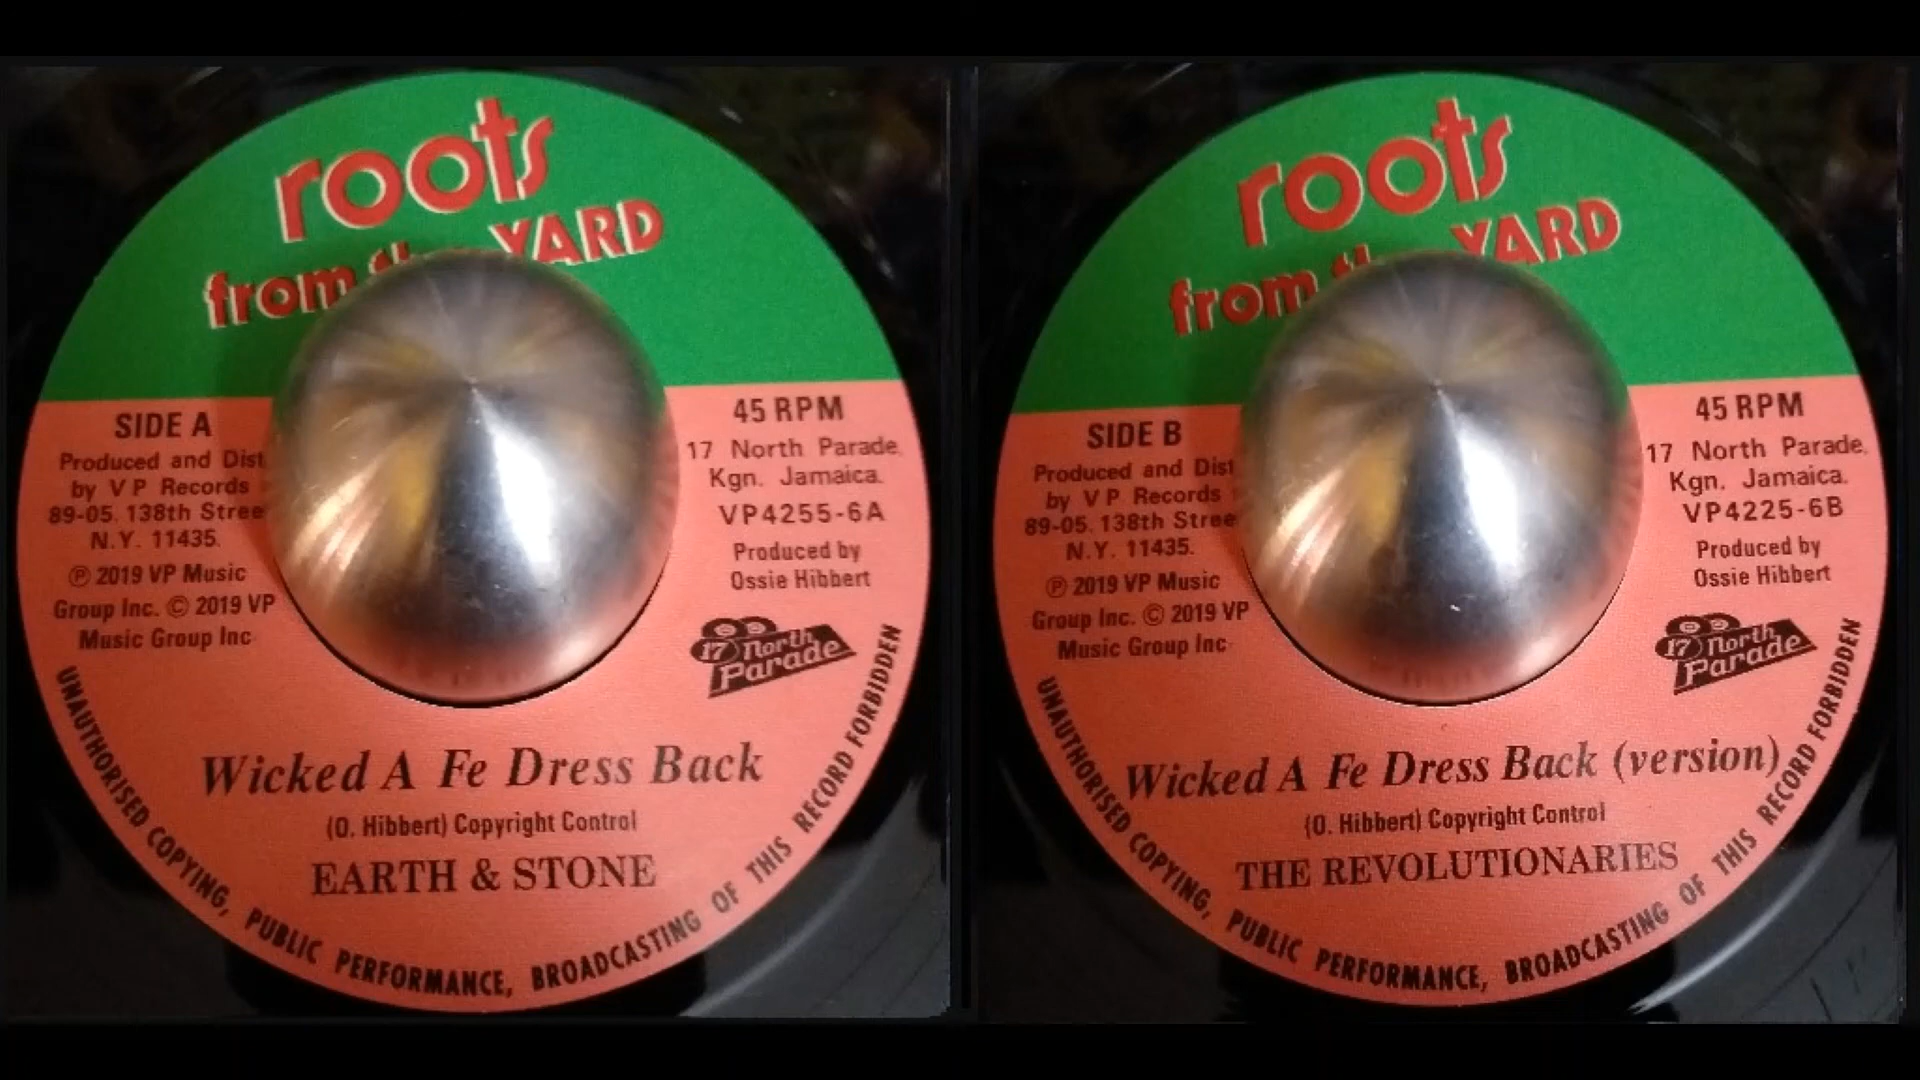 roots
from the YARD
SIDE A
Produced and Dist
by V P Records
89-05. 138th Stree
N.Y. 11435.
℗ 2019 VP Music
Group Inc. © 2019 VP
Music Group Inc
45 RPM
17 North Parade,
Kgn. Jamaica.
VP4255-6A
Produced by
Ossie Hibbert
17 North
Parade
Wicked A Fe Dress Back
(O. Hibbert) Copyright Control
EARTH & STONE
UNAUTHORISED COPYING, PUBLIC PERFORMANCE, BROADCASTING OF THIS RECORD FORBIDDEN
roots
from the YARD
SIDE B
Produced and Dist
by V P Records
89-05. 138th Stree
N.Y. 11435.
℗ 2019 VP Music
Group Inc. © 2019 VP
Music Group Inc
45 RPM
17 North Parade,
Kgn. Jamaica.
VP4225-6B
Produced by
Ossie Hibbert
17 North
Parade
Wicked A Fe Dress Back (version)
(O. Hibbert) Copyright Control
THE REVOLUTIONARIES
UNAUTHORISED COPYING, PUBLIC PERFORMANCE, BROADCASTING OF THIS RECORD FORBIDDEN